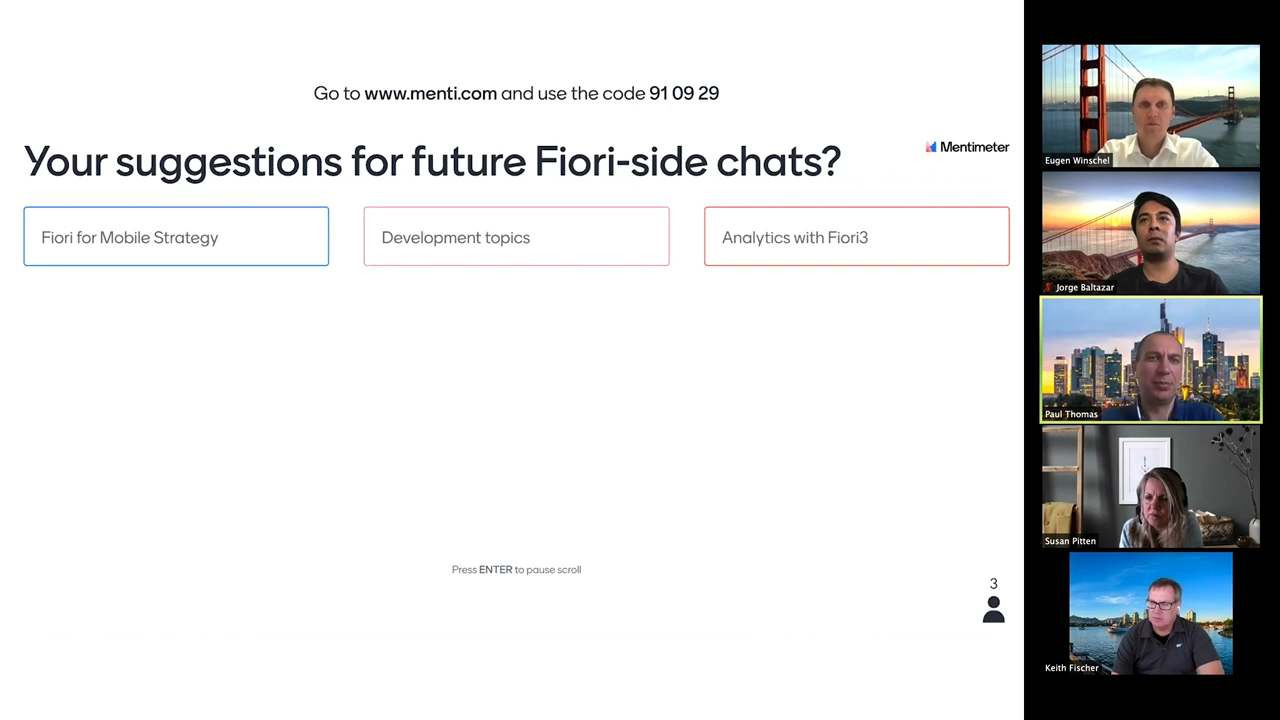 Go to www.menti.com and use the code 91 09 29
Your suggestions for future Fiori-side chats?
Mentimeter
Fiori for Mobile Strategy
Development topics
Analytics with Fiori3
Press ENTER to pause scroll
3
Eugen Winschel
Jorge Baltazar
Paul Thomas
Susan Pitten
Keith Fischer